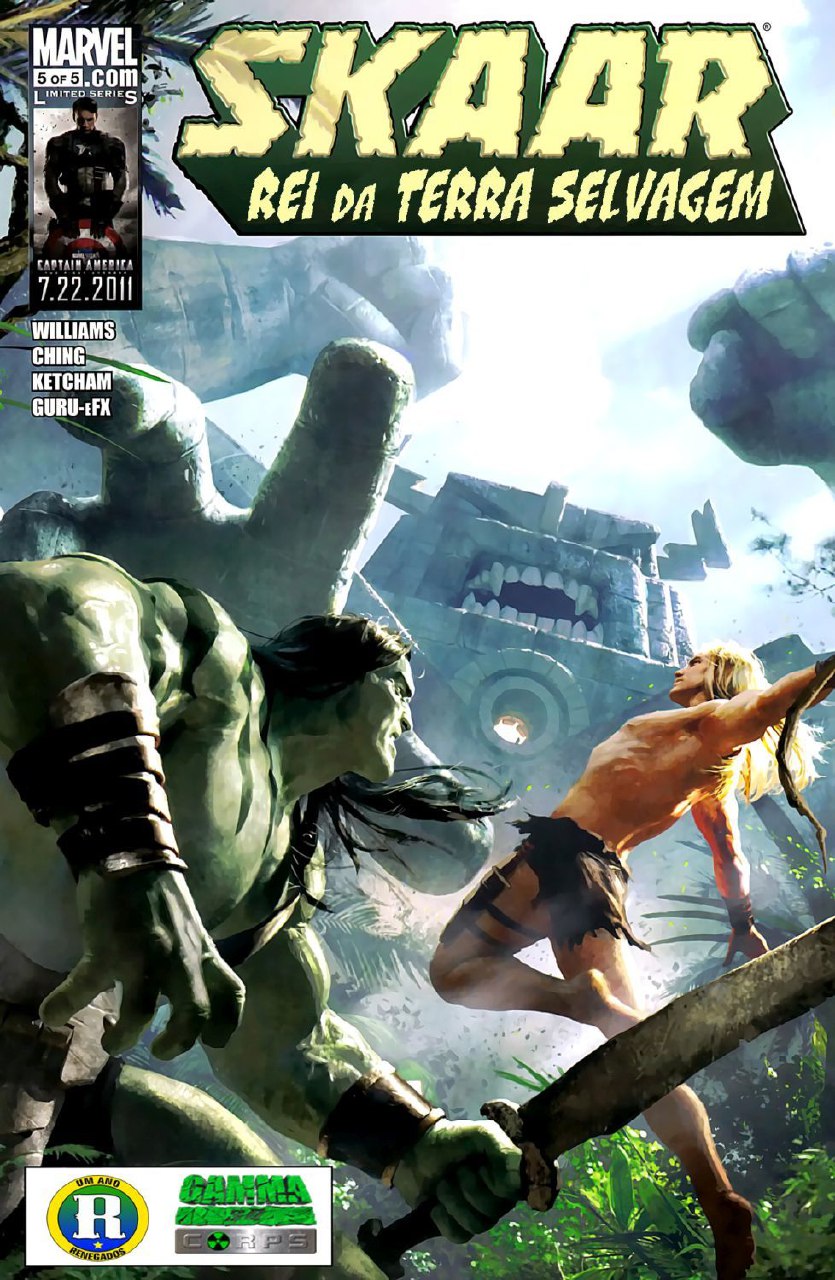 MARVEL
5 OF 5 .com
LIMITED SERIES
CAPTAIN AMERICA
7.22.2011
SKAAR®
REI DA TERRA SELVAGEM
WILLIAMS
CHING
KETCHAM
GURU-eFX
UM ANO
R
RENEGADOS
GAMMA
CORPS